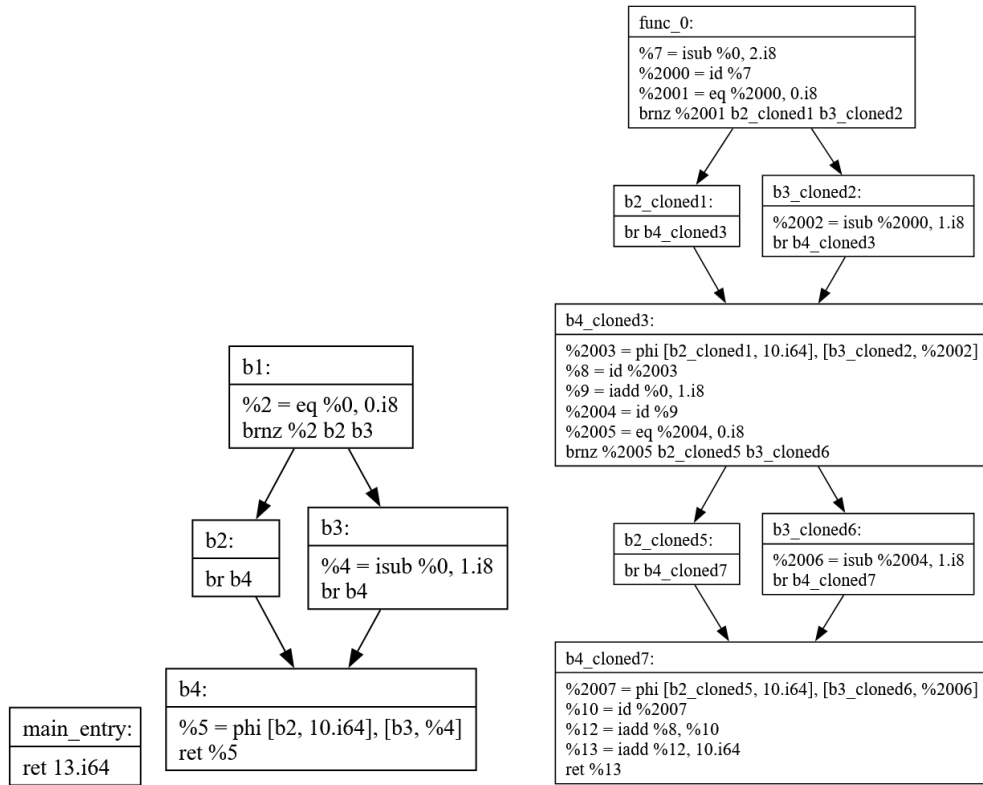 main_entry:
ret 13.i64
b1:
%2 = eq %0, 0.i8
brnz %2 b2 b3
b2:
br b4
b3:
%4 = isub %0, 1.i8
br b4
b4:
%5 = phi [b2, 10.i64], [b3, %4]
ret %5
func_0:
%7 = isub %0, 2.i8
%2000 = id %7
%2001 = eq %2000, 0.i8
brnz %2001 b2_cloned1 b3_cloned2
b2_cloned1:
br b4_cloned3
b3_cloned2:
%2002 = isub %2000, 1.i8
br b4_cloned3
b4_cloned3:
%2003 = phi [b2_cloned1, 10.i64], [b3_cloned2, %2002]
%8 = id %2003
%9 = iadd %0, 1.i8
%2004 = id %9
%2005 = eq %2004, 0.i8
brnz %2005 b2_cloned5 b3_cloned6
b2_cloned5:
br b4_cloned7
b3_cloned6:
%2006 = isub %2004, 1.i8
br b4_cloned7
b4_cloned7:
%2007 = phi [b2_cloned5, 10.i64], [b3_cloned6, %2006]
%10 = id %2007
%12 = iadd %8, %10
%13 = iadd %12, 10.i64
ret %13